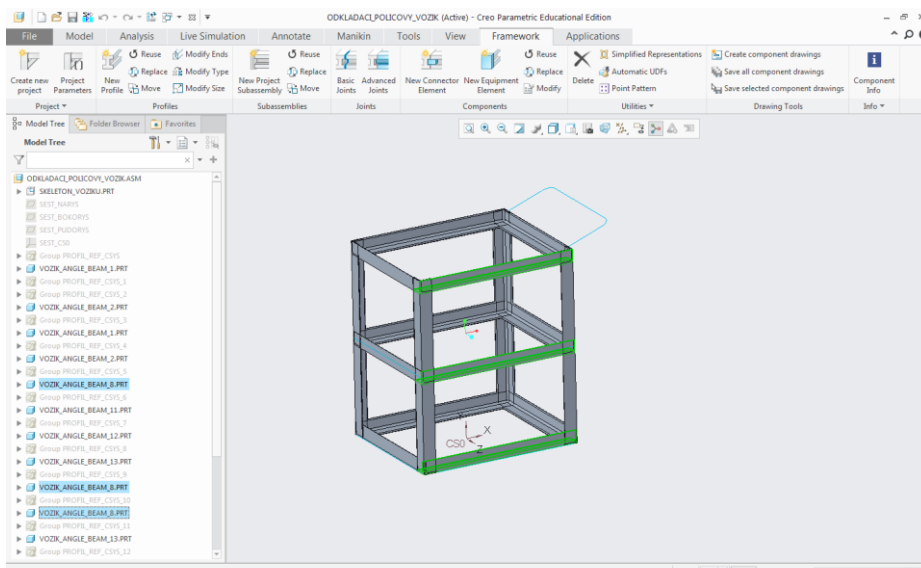 ODKLADACI_POLICOVY_VOZIK (Active) - Creo Parametric Educational Edition
File Model Analysis Live Simulation Annotate Manikin Tools View Framework Applications
Create new project
Project Parameters
New Profile
Reuse
Replace
Move
Modify Ends
Modify Type
Modify Size
New Project Subassembly
Reuse
Replace
Move
Basic Joints
Advanced Joints
New Connector Element
New Equipment Element
Reuse
Replace
Modify
Delete
Simplified Representations
Automatic UDFs
Point Pattern
Create component drawings
Save all component drawings
Save selected component drawings
Component Info
Project Profiles Subassemblies Joints Components Utilities Drawing Tools Info
Model Tree Folder Browser Favorites
Model Tree
ODKLADACI_POLICOVY_VOZIK.ASM
SKELETON_VOZIKU.PRT
SEST_NARYS
SEST_BOKORYS
SEST_PUDORYS
SEST_CS0
Group PROFIL_REF_CSYS
VOZIK_ANGLE_BEAM_1.PRT
Group PROFIL_REF_CSYS_1
Group PROFIL_REF_CSYS_2
VOZIK_ANGLE_BEAM_2.PRT
Group PROFIL_REF_CSYS_3
VOZIK_ANGLE_BEAM_1.PRT
Group PROFIL_REF_CSYS_4
VOZIK_ANGLE_BEAM_2.PRT
Group PROFIL_REF_CSYS_5
VOZIK_ANGLE_BEAM_8.PRT
Group PROFIL_REF_CSYS_6
VOZIK_ANGLE_BEAM_11.PRT
Group PROFIL_REF_CSYS_7
VOZIK_ANGLE_BEAM_12.PRT
Group PROFIL_REF_CSYS_8
VOZIK_ANGLE_BEAM_13.PRT
Group PROFIL_REF_CSYS_9
VOZIK_ANGLE_BEAM_8.PRT
Group PROFIL_REF_CSYS_10
VOZIK_ANGLE_BEAM_8.PRT
Group PROFIL_REF_CSYS_11
VOZIK_ANGLE_BEAM_13.PRT
Group PROFIL_REF_CSYS_12
X
CS0
Z